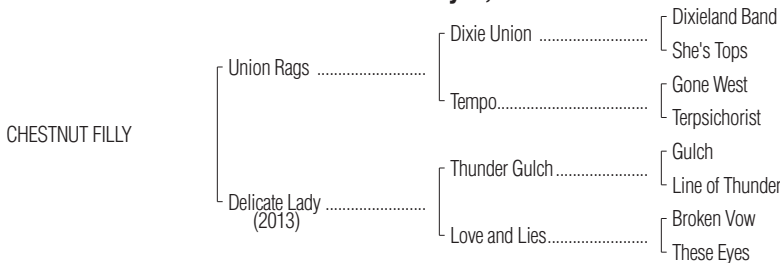 Dixieland Band
Dixie Union
She's Tops
Union Rags
Gone West
Tempo
Terpsichorist
CHESTNUT FILLY
Gulch
Thunder Gulch
Line of Thunder
Delicate Lady
(2013)
Broken Vow
Love and Lies
These Eyes